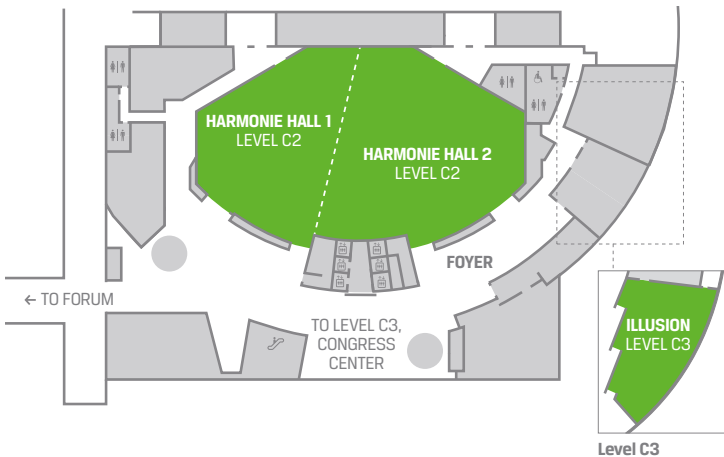 HARMONIE HALL 1
LEVEL C2
HARMONIE HALL 2
LEVEL C2
FOYER
← TO FORUM
TO LEVEL C3,
CONGRESS
CENTER
ILLUSION
LEVEL C3
Level C3